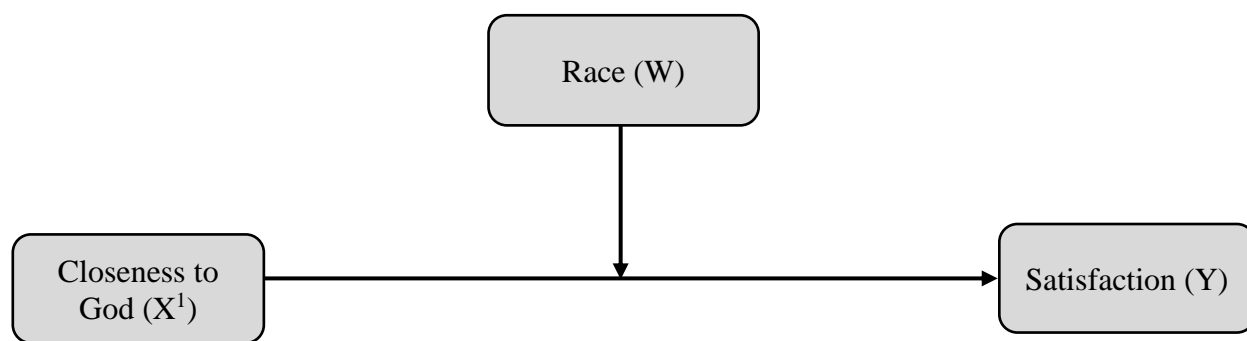 Race (W)
Closeness to
God (X¹)
Satisfaction (Y)